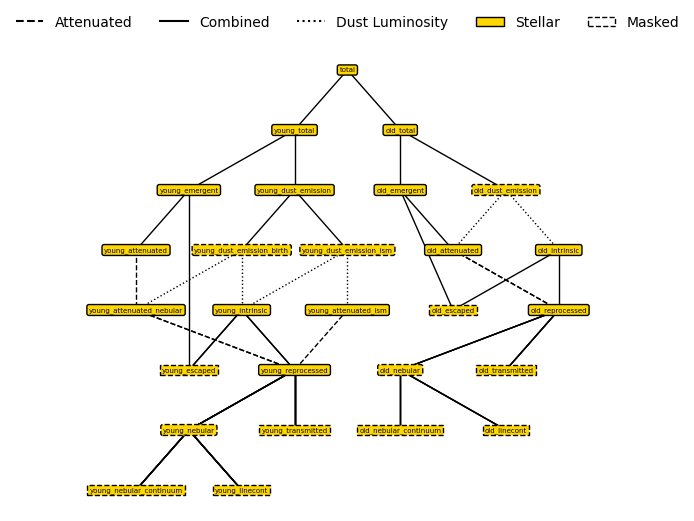 Attenuated Combined Dust Luminosity Stellar Masked
total
young_total old_total
young_emergent young_dust_emission old_emergent old_dust_emission
young_attenuated young_dust_emission_birth young_dust_emission_ism old_attenuated old_intrinsic
young_attenuated_nebular young_intrinsic young_attenuated_ism old_escaped old_reprocessed
young_escaped young_reprocessed old_nebular old_transmitted
young_nebular young_transmitted old_nebular_continuum old_linecont
young_nebular_continuum young_linecont